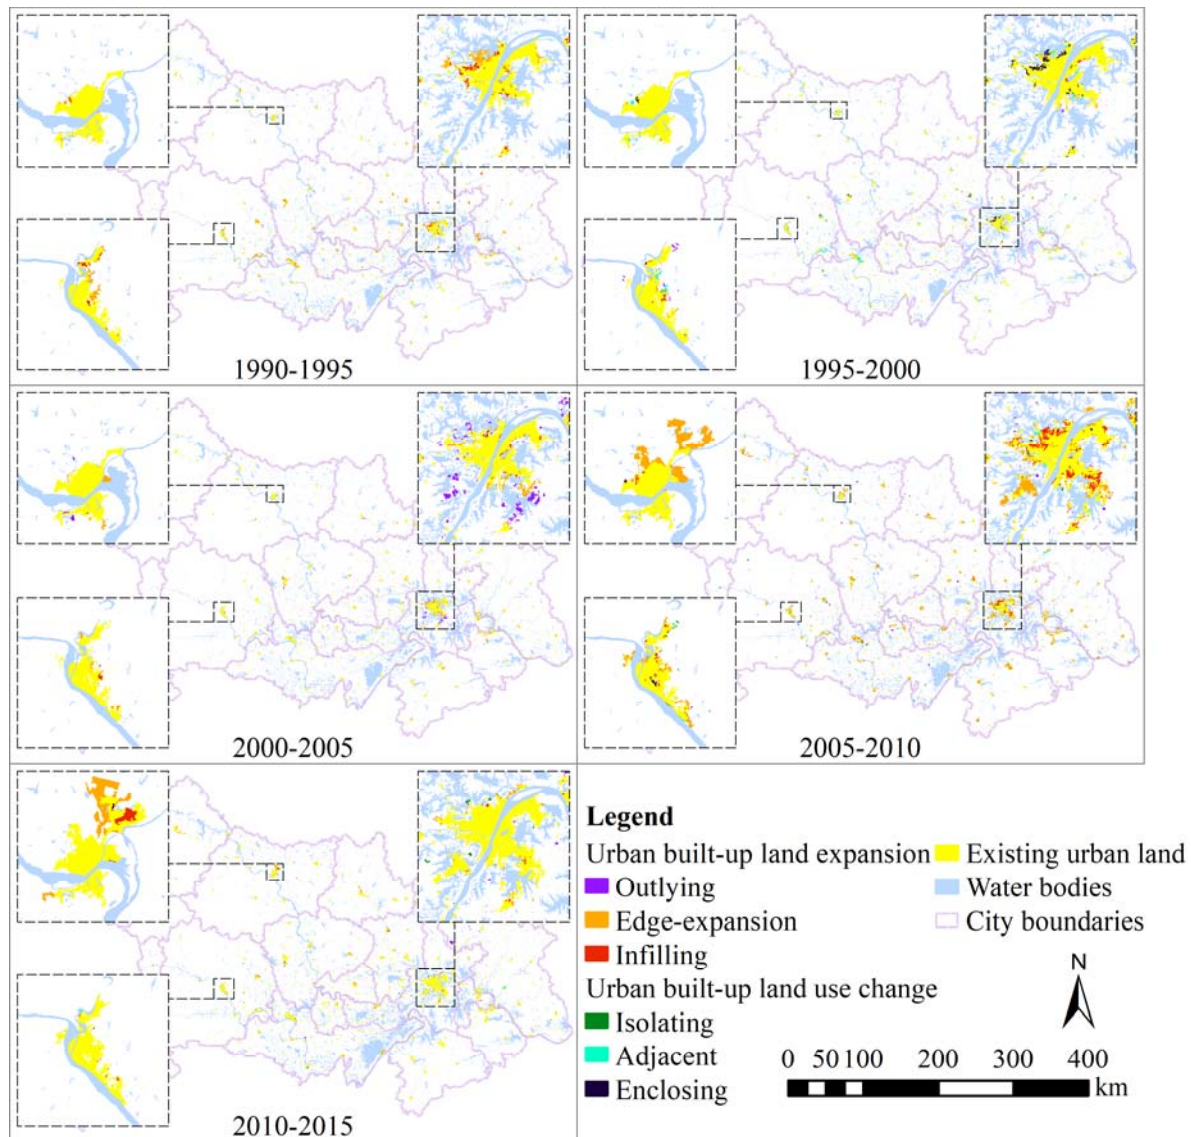 1990-1995
1995-2000
2000-2005
2005-2010
2010-2015
Legend
Urban built-up land expansion
Outlying
Edge-expansion
Infilling
Urban built-up land use change
Isolating
Adjacent
Enclosing
Existing urban land
Water bodies
City boundaries
N
0 50 100 200 300 400
km